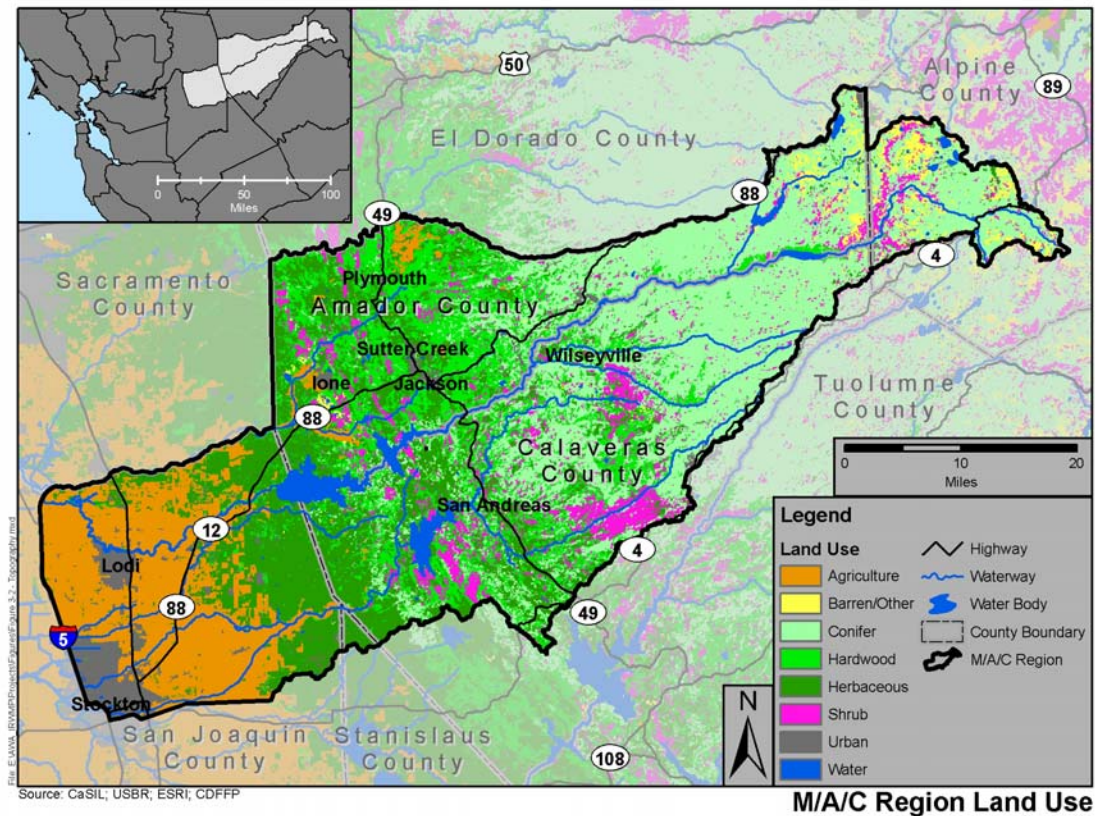 0
50
100
Miles
50
Alpine
County
89
El Dorado County
88
49
4
Sacramento
County
Plymouth
Amador County
Sutter Creek
Wilseyville
Ione
Jackson
88
Tuolumne
County
Calaveras
County
0
10
20
Miles
San Andreas
12
Lodi
4
88
49
5
Stockton
San Joaquin
County
Stanislaus
County
108
N
Legend
Land Use
Agriculture
Barren/Other
Conifer
Hardwood
Herbaceous
Shrub
Urban
Water
Highway
Waterway
Water Body
County Boundary
M/A/C Region
Source: CaSIL; USBR; ESRI; CDFFP
M/A/C Region Land Use